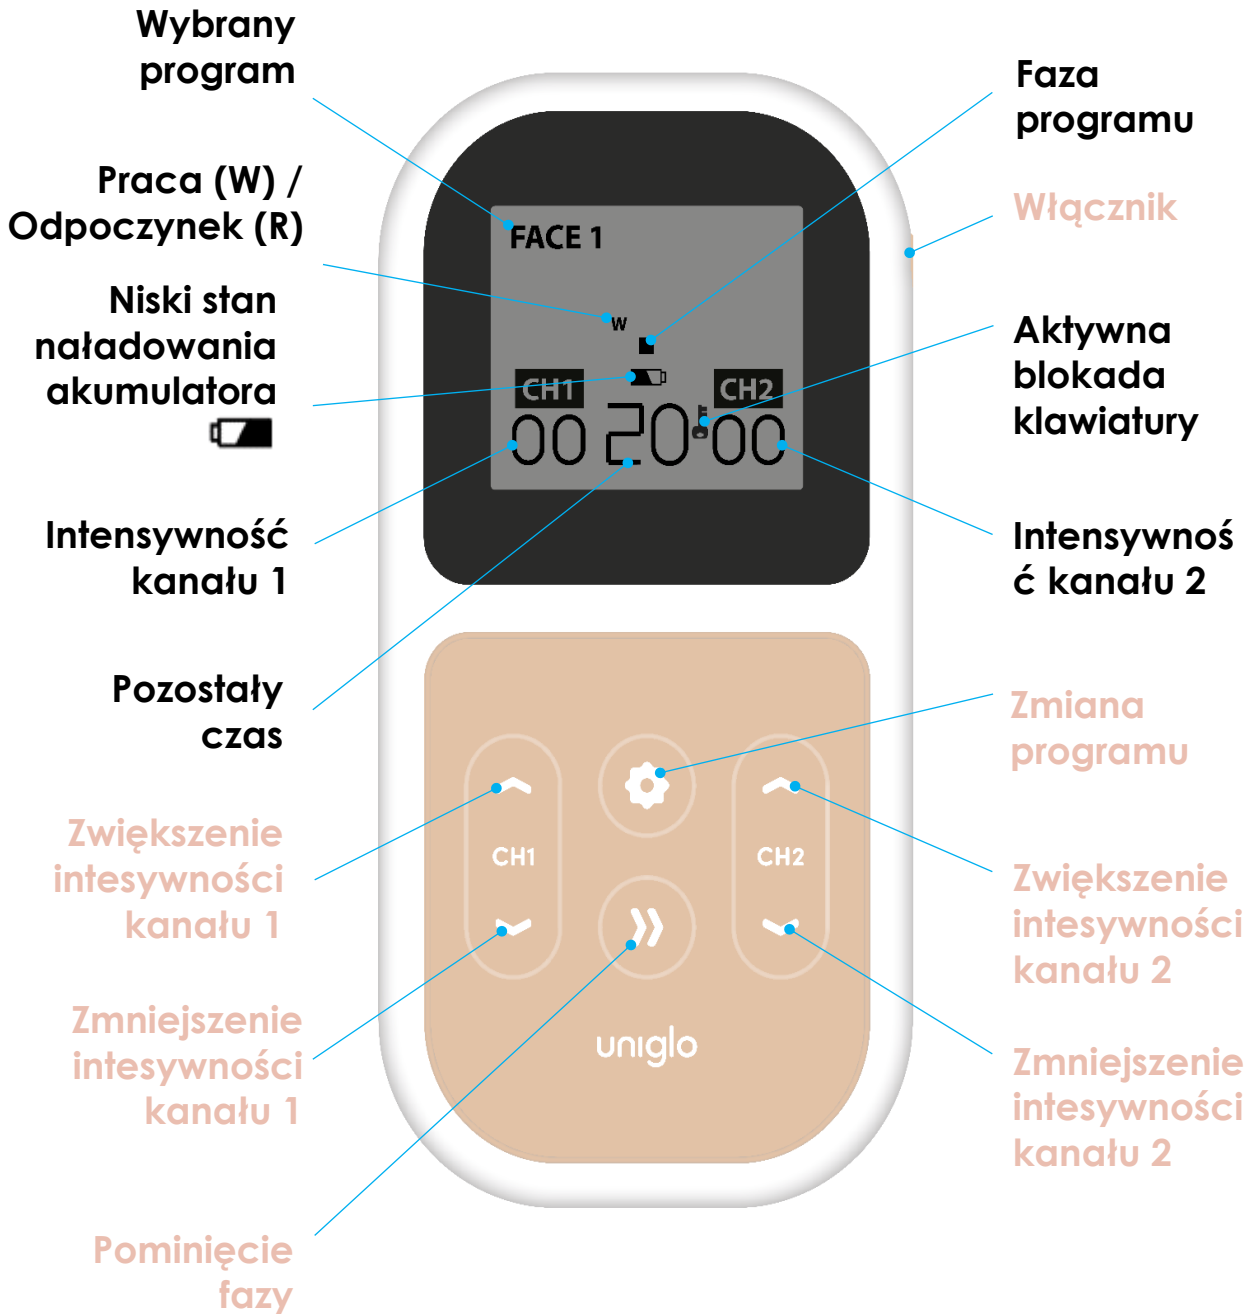 Wybrany
program
Faza
programu
Praca (W) /
Odpoczynek (R)
Włącznik
FACE 1
W
Niski stan
naładowania
akumulatora
Aktywna
blokada
klawiatury
CH1
CH2
00
20
00
Intensywność
kanału 1
Intensywnoś
ć kanału 2
Pozostały
czas
Zmiana
programu
Zwiększenie
intesywności
kanału 1
CH1
CH2
Zwiększenie
intesywności
kanału 2
Zmniejszenie
intesywności
kanału 1
uniglo
Zmniejszenie
intesywności
kanału 2
Pominięcie
fazy